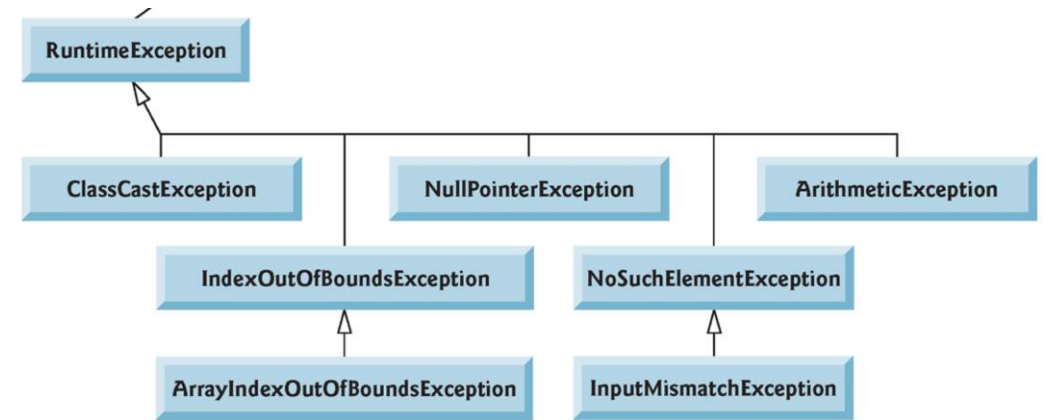 RuntimeException
ClassCastException
NullPointerException
ArithmeticException
IndexOutOfBoundsException
NoSuchElementException
ArrayIndexOutOfBoundsException
InputMismatchException